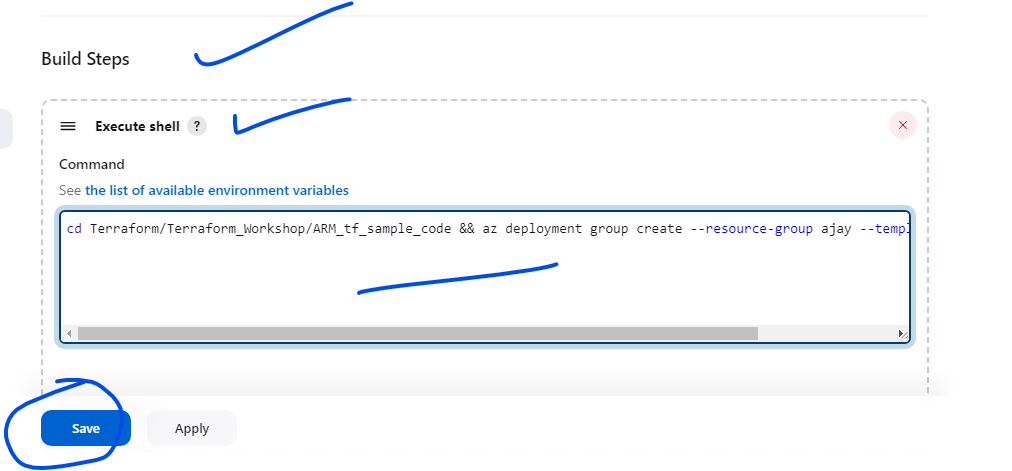 Build Steps
Execute shell ?
Command
See the list of available environment variables
cd Terraform/Terraform_Workshop/ARM_tf_sample_code && az deployment group create --resource-group ajay --templ
Save
Apply